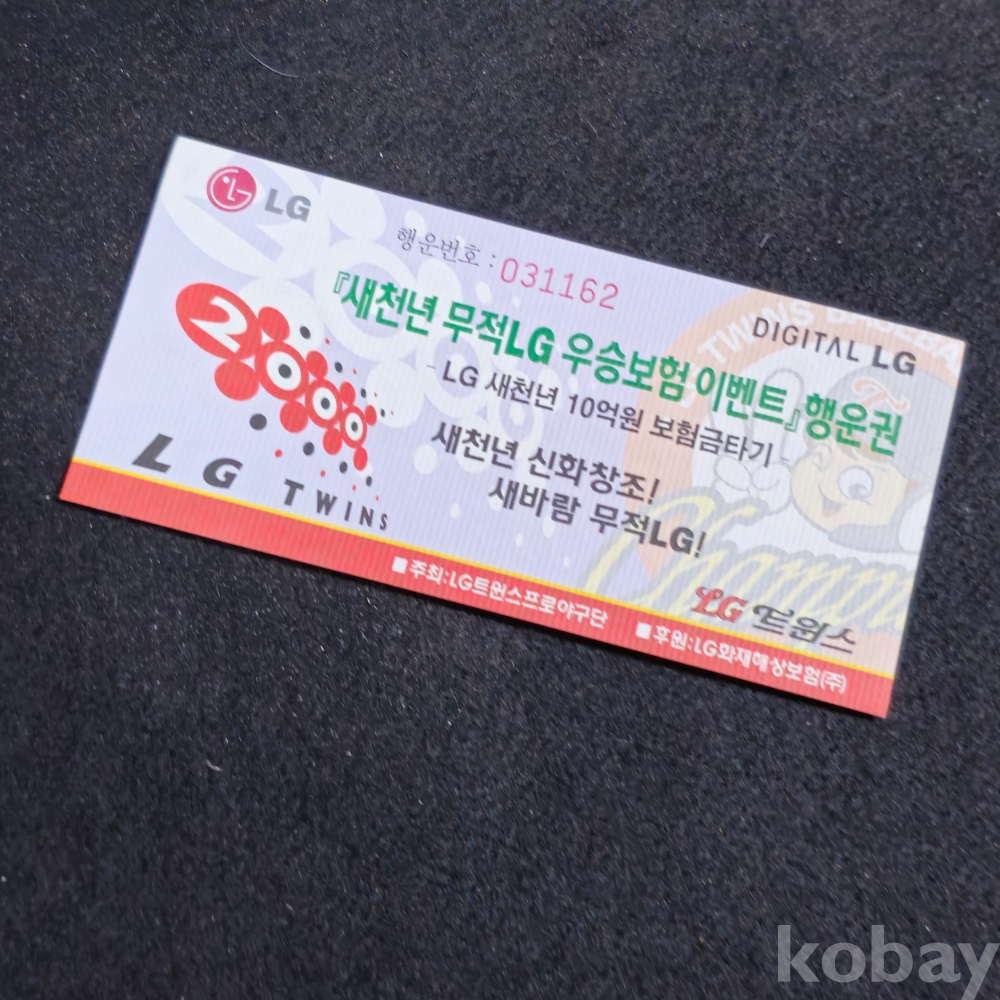 LG
행운번호 : 031162
DIGITAL LG
『새천년 무적LG 우승보험 이벤트』행운권
- LG 새천년 10억원 보험금타기 -
2000
새천년 신화창조!
새바람 무적LG!
LG TWINS
TWINS BASEBA
Champi
LG 트윈스
■주최:LG트윈스프로야구단 ■후원:LG화재해상보험(주)
kobay